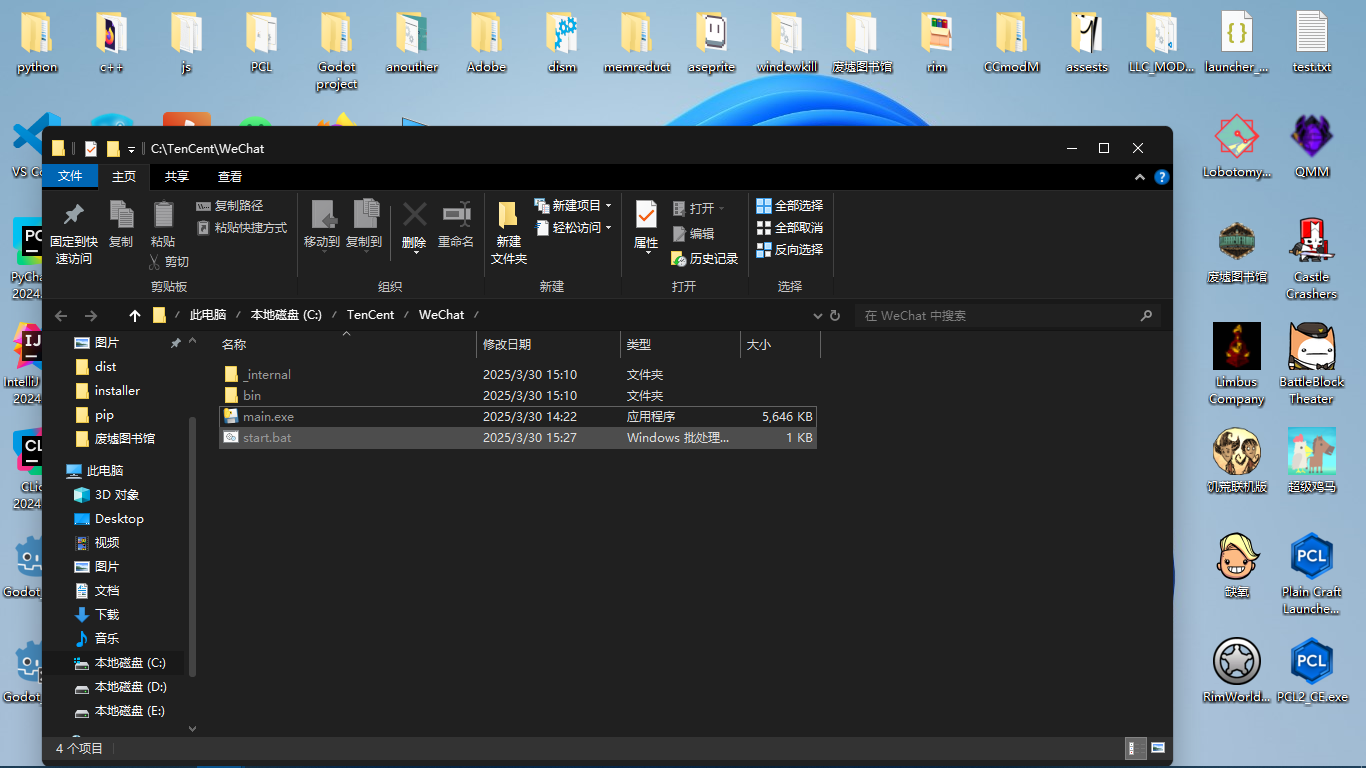 python
c++
js
PCL
Godot project
anouther
Adobe
dism
memreduct
aseprite
windowkill
废墟图书馆
rim
CCmodM
assests
LLC_MOD...
launcher_...
test.txt
VS Co
Lobotomy...
QMM
C:\TenCent\WeChat
文件
主页
共享
查看
固定到快速访问
复制
粘贴
复制路径
粘贴快捷方式
剪切
剪贴板
移动到
复制到
删除
重命名
组织
新建
文件夹
新建项目
轻松访问
新建
属性
打开
编辑
历史记录
打开
全部选择
全部取消
反向选择
选择
此电脑
本地磁盘 (C:)
TenCent
WeChat
在 WeChat 中搜索
图片
dist
installer
pip
废墟图书馆
此电脑
3D 对象
Desktop
视频
图片
文档
下载
音乐
本地磁盘 (C:)
本地磁盘 (D:)
本地磁盘 (E:)
名称 修改日期 类型 大小
_internal 2025/3/30 15:10 文件夹
bin 2025/3/30 15:10 文件夹
main.exe 2025/3/30 14:22 应用程序 5,646 KB
start.bat 2025/3/30 15:27 Windows 批处理... 1 KB
4 个项目
PC
PyCha
2024.
IJ
IntelliJ
2024.
CL
CLio
2024.
Godot
Godot
废墟图书馆
Castle Crashers
Limbus Company
BattleBlock Theater
饥荒联机版
超级鸡马
缺氧
PCL
Plain Craft Launche...
RimWorld...
PCL
PCL2_CE.exe